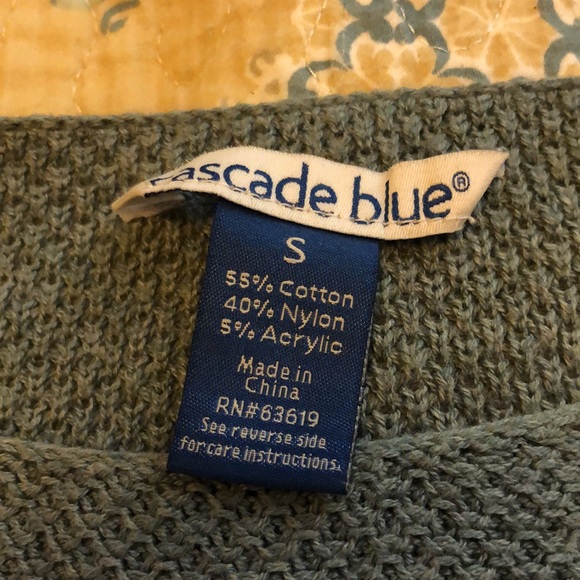 cascade blue®
S
55% Cotton
40% Nylon
5% Acrylic
Made in
China
RN#63619
See reverse side
for care instructions.